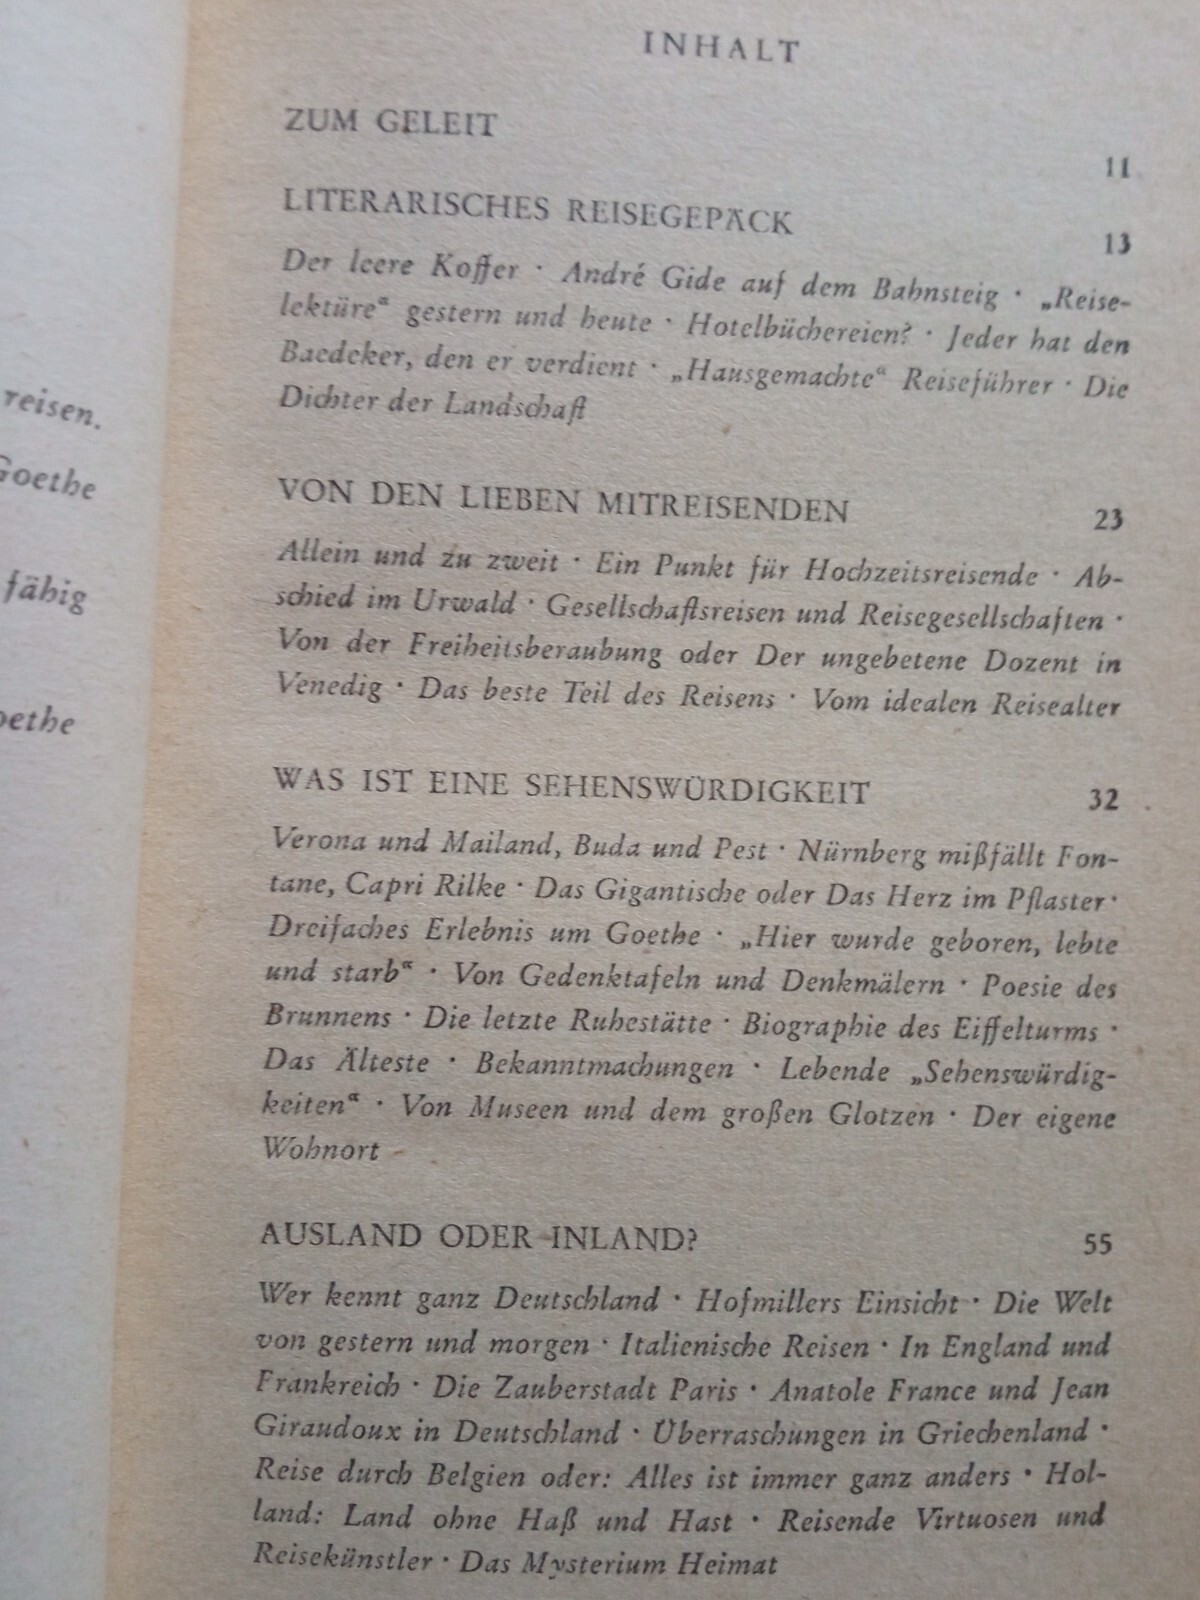 reisen.
Goethe
fähig
oethe
INHALT
ZUM GELEIT 11
LITERARISCHES REISEGEPÄCK 13
Der leere Koffer · André Gide auf dem Bahnsteig · „Reise-
lektüre“ gestern und heute · Hotelbüchereien? · Jeder hat den
Baedeker, den er verdient · „Hausgemachte“ Reiseführer · Die
Dichter der Landschaft
VON DEN LIEBEN MITREISENDEN 23
Allein und zu zweit · Ein Punkt für Hochzeitsreisende · Ab-
schied im Urwald · Gesellschaftsreisen und Reisegesellschaften ·
Von der Freiheitsberaubung oder Der ungebetene Dozent in
Venedig · Das beste Teil des Reisens · Vom idealen Reisealter
WAS IST EINE SEHENSWÜRDIGKEIT 32
Verona und Mailand, Buda und Pest · Nürnberg mißfällt Fon-
tane, Capri Rilke · Das Gigantische oder Das Herz im Pflaster ·
Dreifaches Erlebnis um Goethe · „Hier wurde geboren, lebte
und starb“ · Von Gedenktafeln und Denkmälern · Poesie des
Brunnens · Die letzte Ruhestätte · Biographie des Eiffelturms ·
Das Älteste · Bekanntmachungen · Lebende „Sehenswürdig-
keiten“ · Von Museen und dem großen Glotzen · Der eigene
Wohnort
AUSLAND ODER INLAND? 55
Wer kennt ganz Deutschland · Hofmillers Einsicht · Die Welt
von gestern und morgen · Italienische Reisen · In England und
Frankreich · Die Zauberstadt Paris · Anatole France und Jean
Giraudoux in Deutschland · Überraschungen in Griechenland ·
Reise durch Belgien oder: Alles ist immer ganz anders · Hol-
land: Land ohne Haß und Hast · Reisende Virtuosen und
Reisekünstler · Das Mysterium Heimat